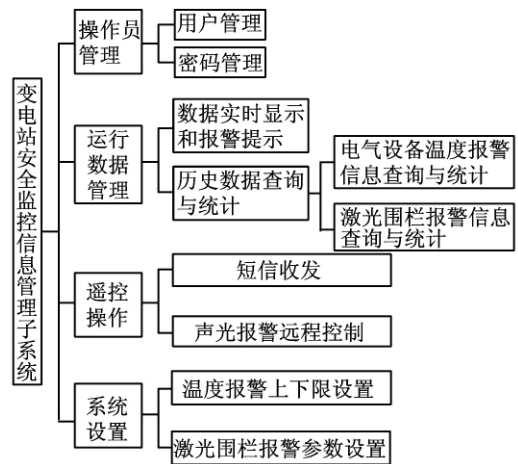 变电站安全监控信息管理子系统
操作员
管理
用户管理
密码管理
运行
数据
管理
数据实时显示
和报警提示
历史数据查询
与统计
电气设备温度报警
信息查询与统计
激光围栏报警信息
查询与统计
遥控
操作
短信收发
声光报警远程控制
系统
设置
温度报警上下限设置
激光围栏报警参数设置